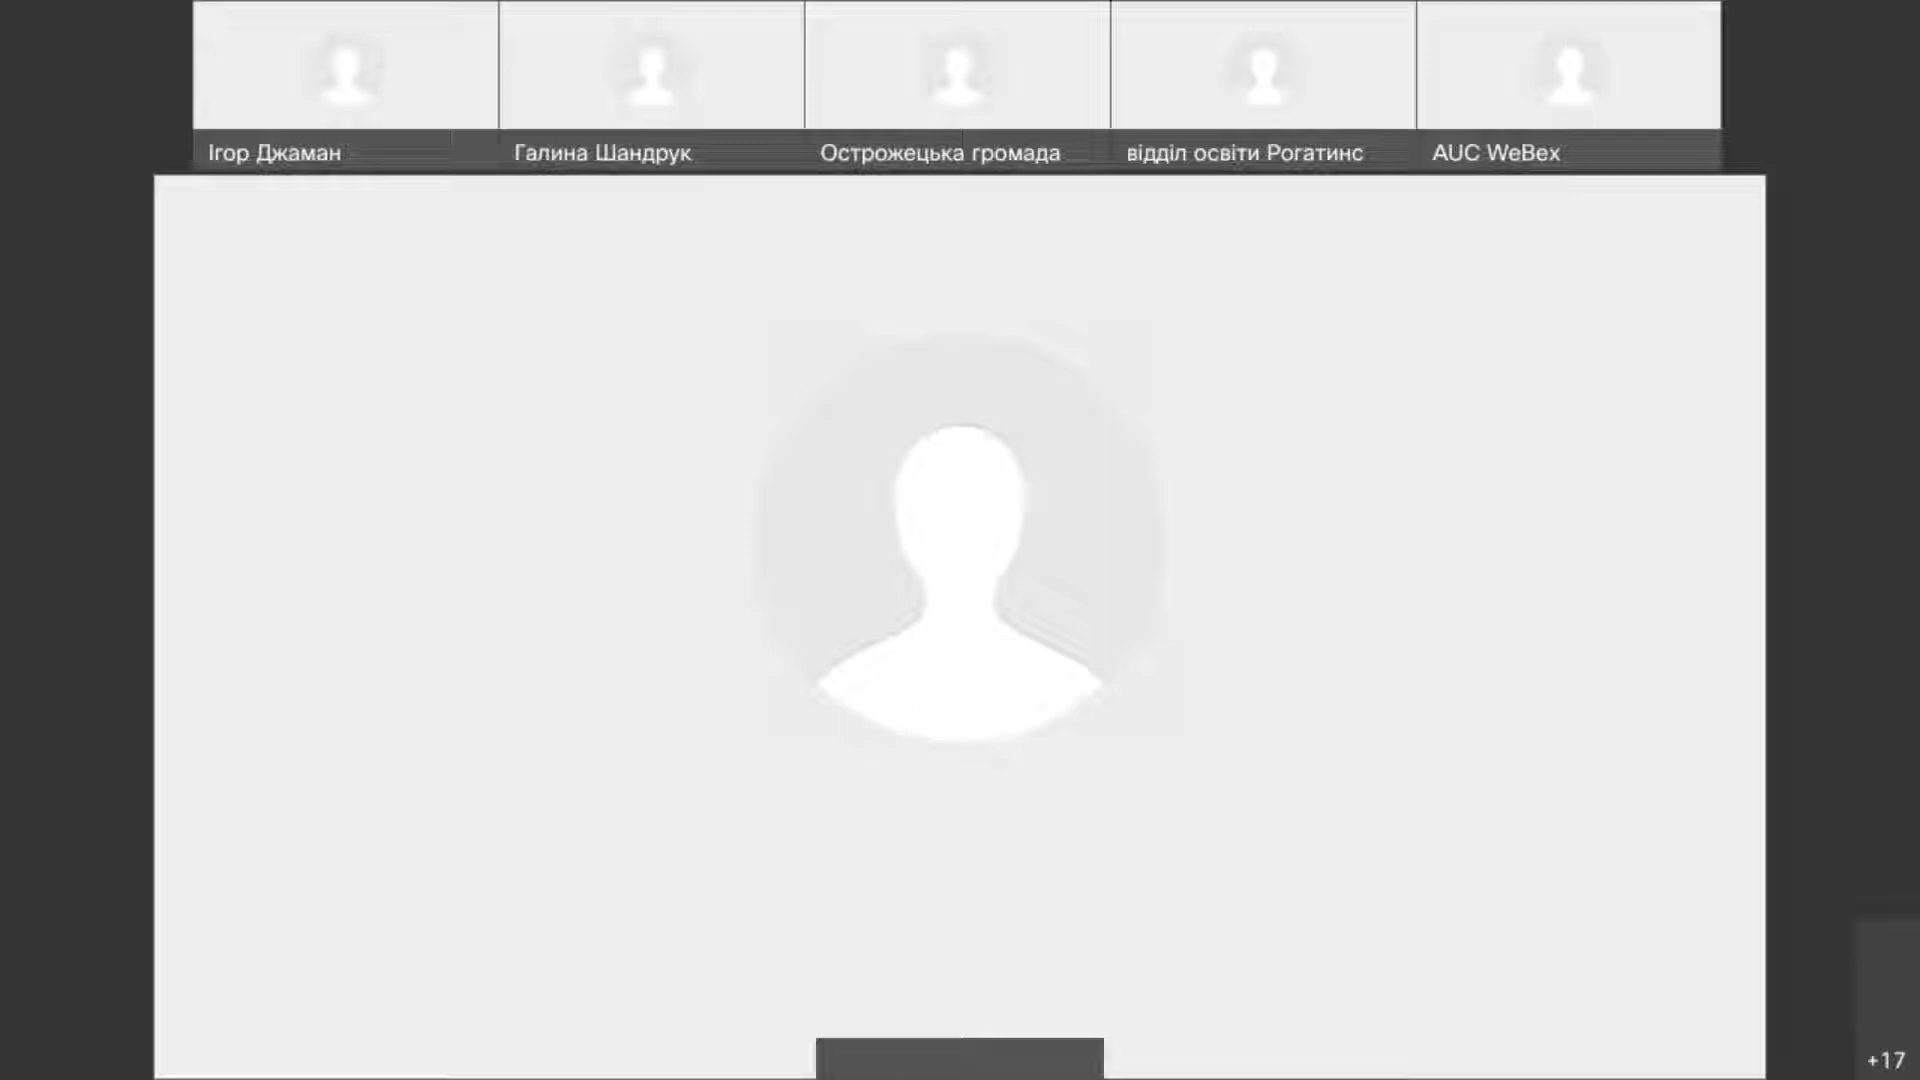 Ігор Джаман
Галина Шандрук
Острожецька громада
відділ освіти Рогатинс
AUC WeBex
+17